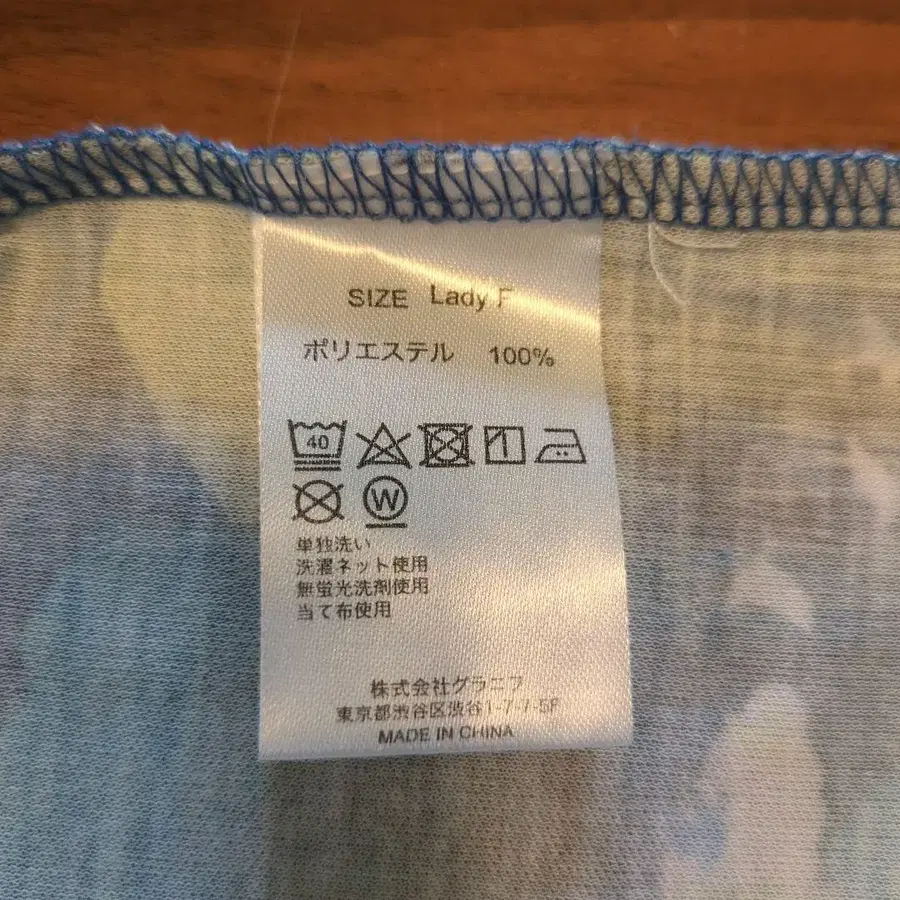 SIZE Lady F
ポリエステル 100%
40
W
単独洗い
洗濯ネット使用
無蛍光洗剤使用
当て布使用
株式会社グラニフ
東京都渋谷区渋谷1-7-7-5F
MADE IN CHINA